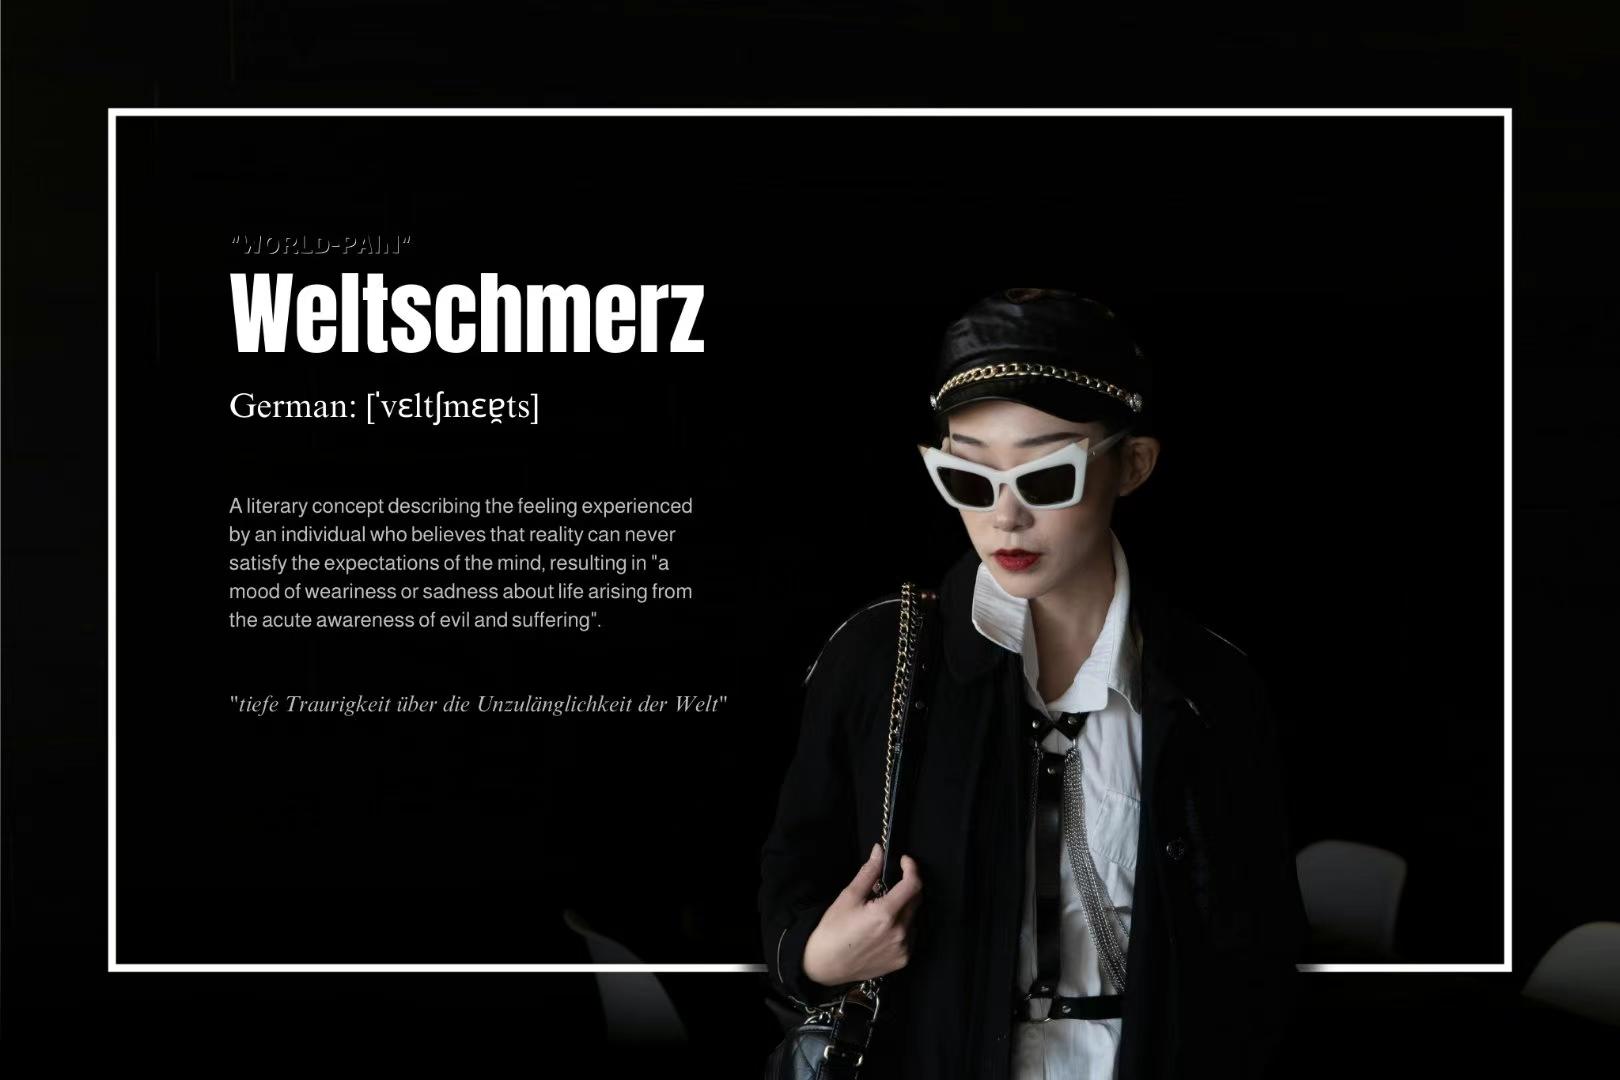 "WORLD-PAIN"
Weltschmerz
German: [ˈvɛltʃmɛɐ̯ts]
A literary concept describing the feeling experienced
by an individual who believes that reality can never
satisfy the expectations of the mind, resulting in "a
mood of weariness or sadness about life arising from
the acute awareness of evil and suffering".
"tiefe Traurigkeit über die Unzulänglichkeit der Welt"